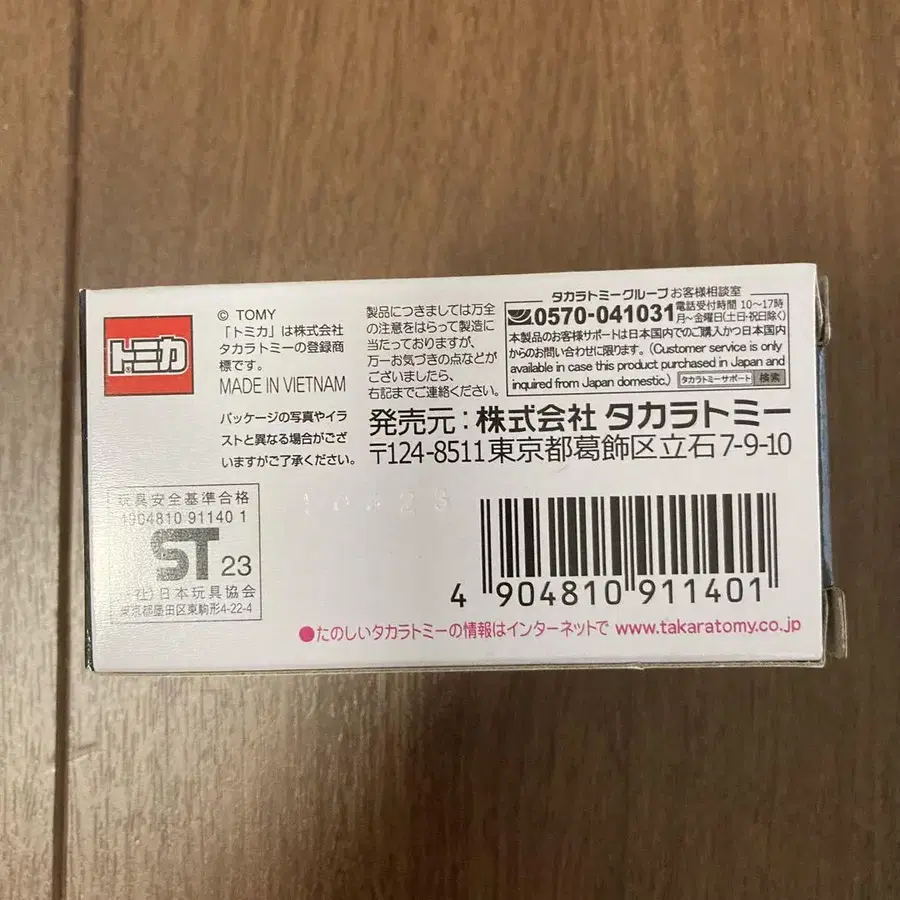 トミカ
© TOMY
「トミカ」は株式会社
タカラトミーの登録商
標です。
MADE IN VIETNAM
パッケージの写真やイラ
ストと異なる場合がござ
いますがご了承ください。
製品につきましては万全
の注意をはらって製造に
当たっておりますが、
万一お気づきの点などが
ございましたら、
右記までご連絡ください。
タカラトミーグループ お客様相談室
0570-041031 電話受付時間 10〜17時
月〜金曜日(土・日・祝日除く)
本製品のお客様サポートは日本国内でのご購入かつ日本国内
からのお問い合わせに限ります。(Customer service is only
available in case this product purchased in Japan and
inquired from Japan domestic.) タカラトミーサポート 検索
発売元:株式会社 タカラトミー
〒124-8511 東京都葛飾区立石7-9-10
玩具安全基準合格
4904810 91140 1
ST 23
(社)日本玩具協会
東京都墨田区東駒形4-22-4
4 904810 911401
●たのしいタカラトミーの情報はインターネットで www.takaratomy.co.jp